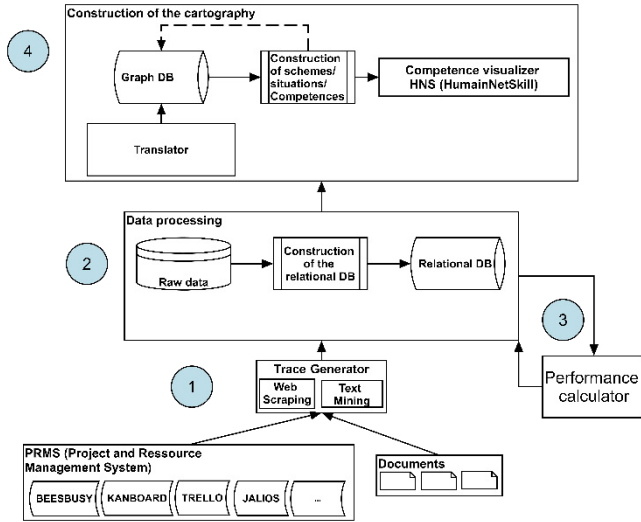 Construction of the cartography
4
Graph DB
Construction
of schemes/
situations/
Competences
Competence visualizer
HNS (HumainNetSkill)
Translator
Data processing
2
Raw data
Construction
of the
relational DB
Relational DB
3
Performance
calculator
1
Trace Generator
Web
Scraping
Text
Mining
PRMS (Project and Ressource
Management System)
BEESBUSY
KANBOARD
TRELLO
JALIOS
...
Documents